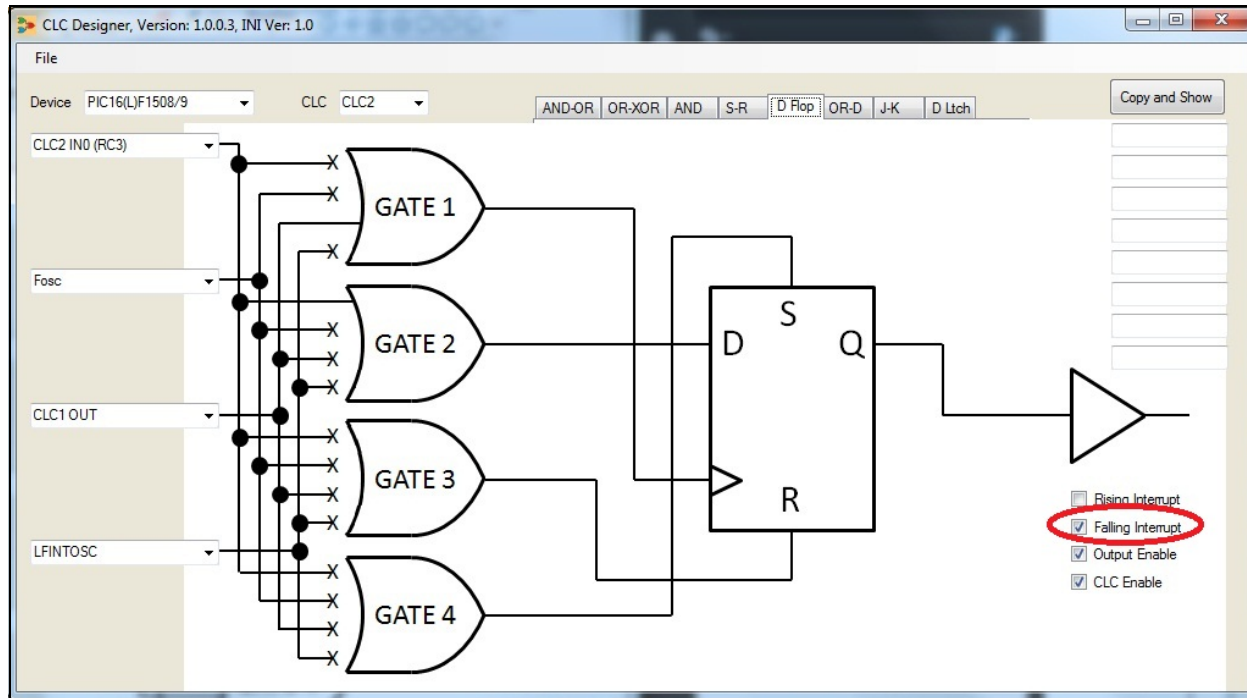 CLC Designer, Version: 1.0.0.3, INI Ver: 1.0
File
Device PIC16(L)F1508/9 CLC CLC2
AND-OR OR-XOR AND S-R D Flop OR-D J-K D Ltch
Copy and Show
CLC2 IN0 (RC3)
X
X
GATE 1
X
Fosc
S
X
GATE 2
D
Q
X
X
CLC1 OUT
X
X
GATE 3
X
R
X
Rising Interrupt
Falling Interrupt
LFINTOSC
Output Enable
X
CLC Enable
X
GATE 4
X
X